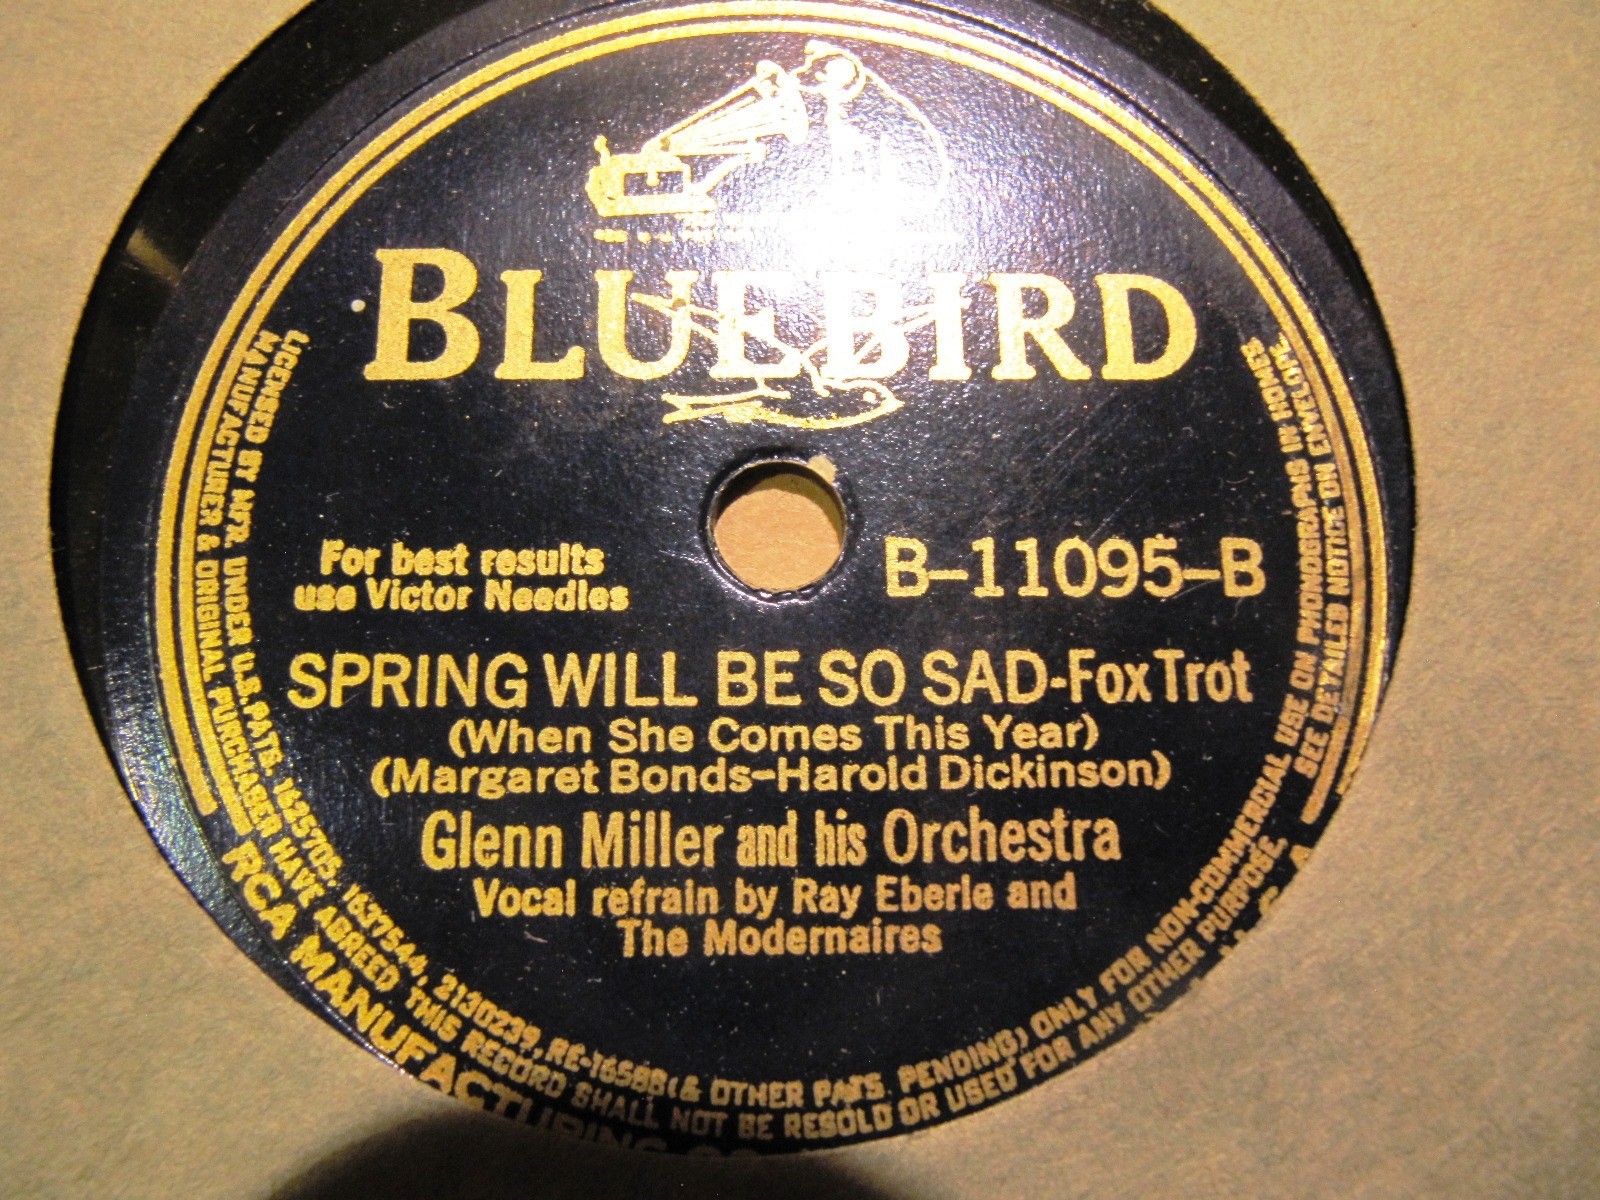 BLUEBIRD
For best results
use Victor Needles
B-11095-B
SPRING WILL BE SO SAD-Fox Trot
(When She Comes This Year)
(Margaret Bonds-Harold Dickinson)
Glenn Miller and his Orchestra
Vocal refrain by Ray Eberle and
The Modernaires
LICENSED BY MFR. UNDER U.S. PATS. 1625705, 1637544, 2130239, RE-16588 (& OTHER PATS. PENDING) ONLY FOR NON-COMMERCIAL USE ON PHONOGRAPHS IN HOMES
MANUFACTURER & ORIGINAL PURCHASER HAVE AGREED THIS RECORD SHALL NOT BE RESOLD OR USED FOR ANY OTHER PURPOSE. SEE DETAILED NOTICE ON ENVELOPE
RCA MANUFACTURING